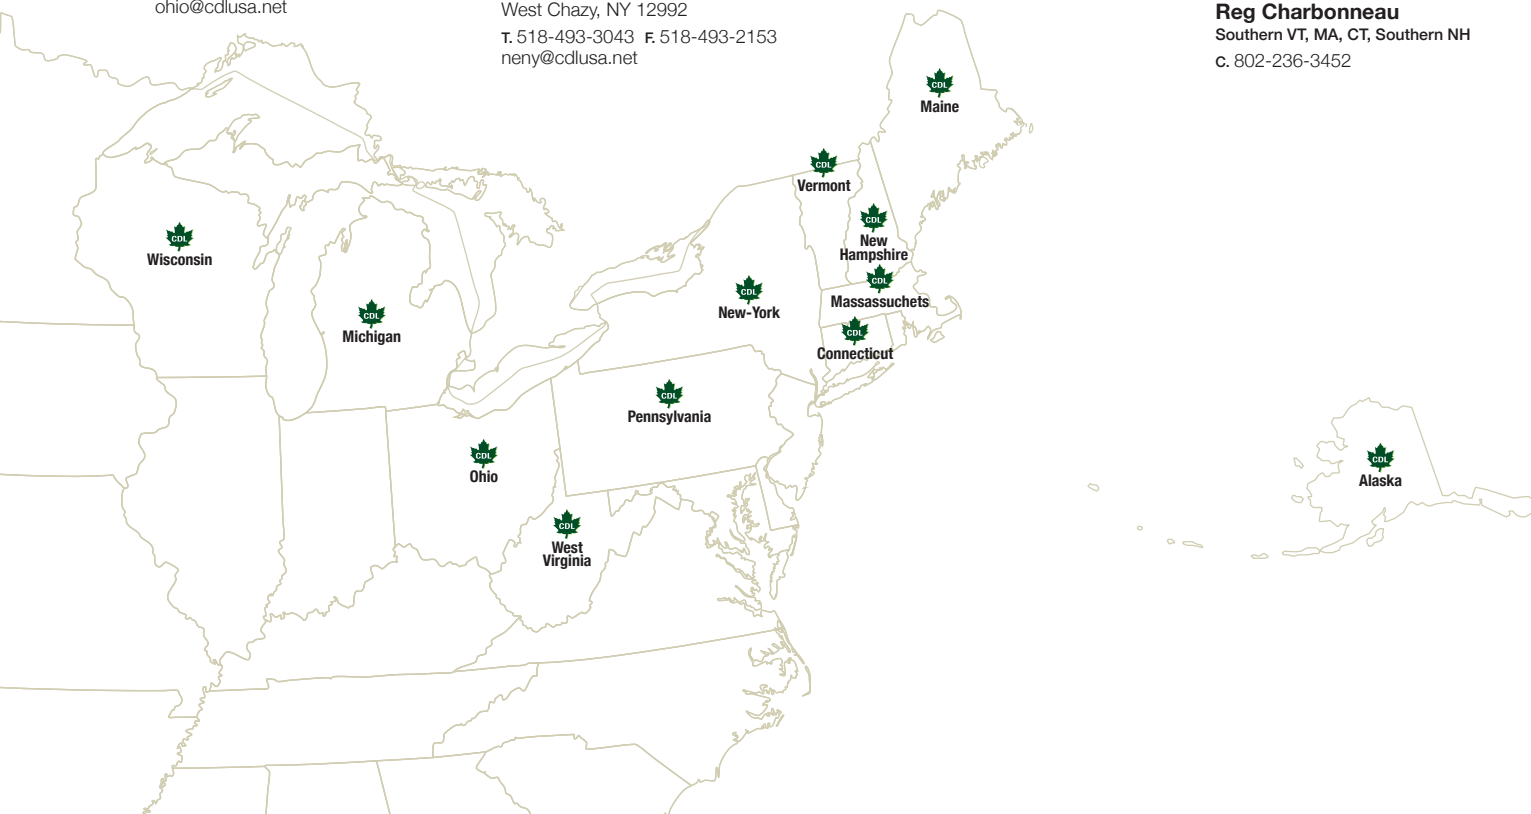 ohio@cdlusa.net
West Chazy, NY 12992
T. 518-493-3043 F. 518-493-2153
neny@cdlusa.net
Reg Charbonneau
Southern VT, MA, CT, Southern NH
C. 802-236-3452
CDL
Maine
CDL
Vermont
CDL
New
Hampshire
CDL
Wisconsin
CDL
Massassuchets
CDL
New-York
CDL
Michigan
CDL
Connecticut
CDL
Pennsylvania
CDL
Ohio
CDL
Alaska
CDL
West
Virginia